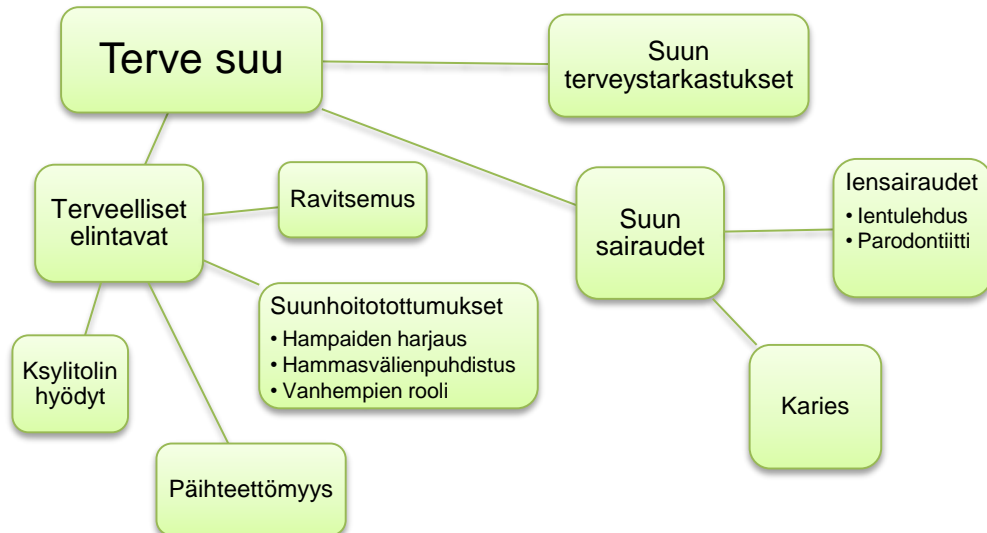 Terve suu
Suun
terveystarkastukset
Terveelliset
elintavat
Ravitsemus
Suun
sairaudet
Iensairaudet
• Ientulehdus
• Parodontiitti
Suunhoitotottumukset
• Hampaiden harjaus
• Hammasvälienpuhdistus
• Vanhempien rooli
Ksylitolin
hyödyt
Karies
Päihteettömyys